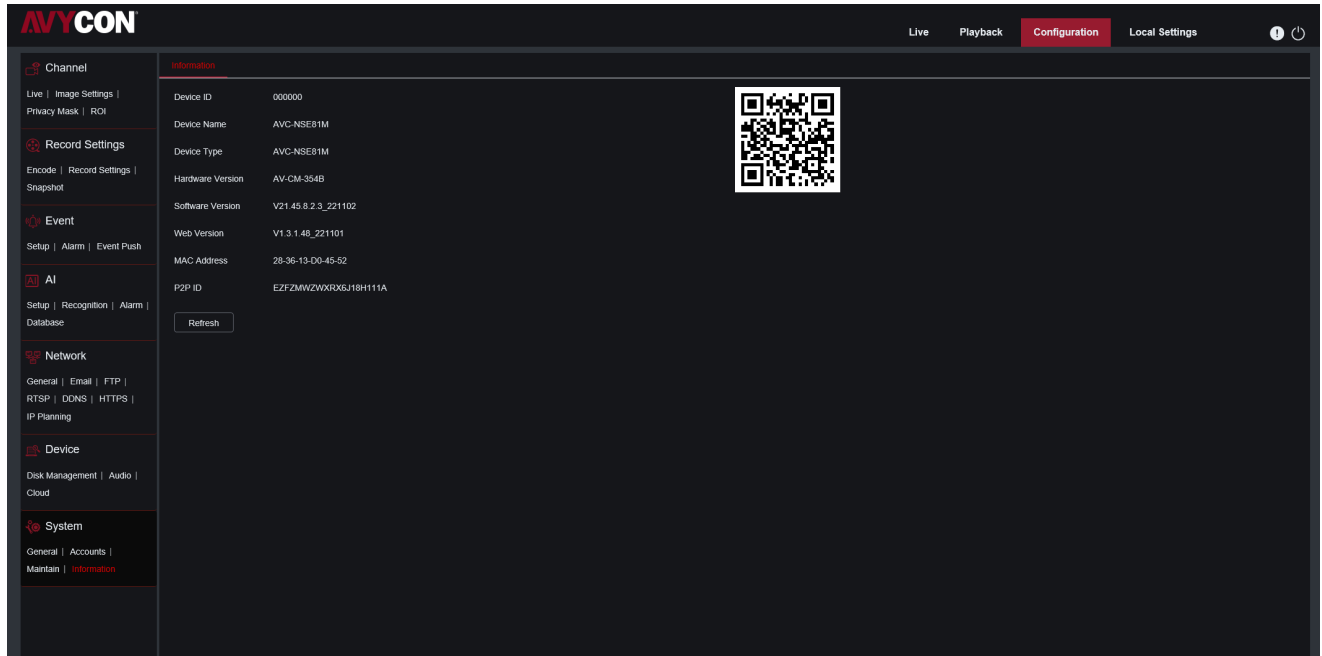 AVYCON
Live Playback Configuration Local Settings
Channel
Live | Image Settings |
Privacy Mask | ROI
Record Settings
Encode | Record Settings |
Snapshot
Event
Setup | Alarm | Event Push
AI AI
Setup | Recognition | Alarm |
Database
Network
General | Email | FTP |
RTSP | DDNS | HTTPS |
IP Planning
Device
Disk Management | Audio |
Cloud
System
General | Accounts |
Maintain | Information
Information
Device ID 000000
Device Name AVC-NSE81M
Device Type AVC-NSE81M
Hardware Version AV-CM-354B
Software Version V21.45.8.2.3_221102
Web Version V1.3.1.48_221101
MAC Address 28-36-13-D0-45-52
P2P ID EZFZMWZWXRX6J18H111A
Refresh